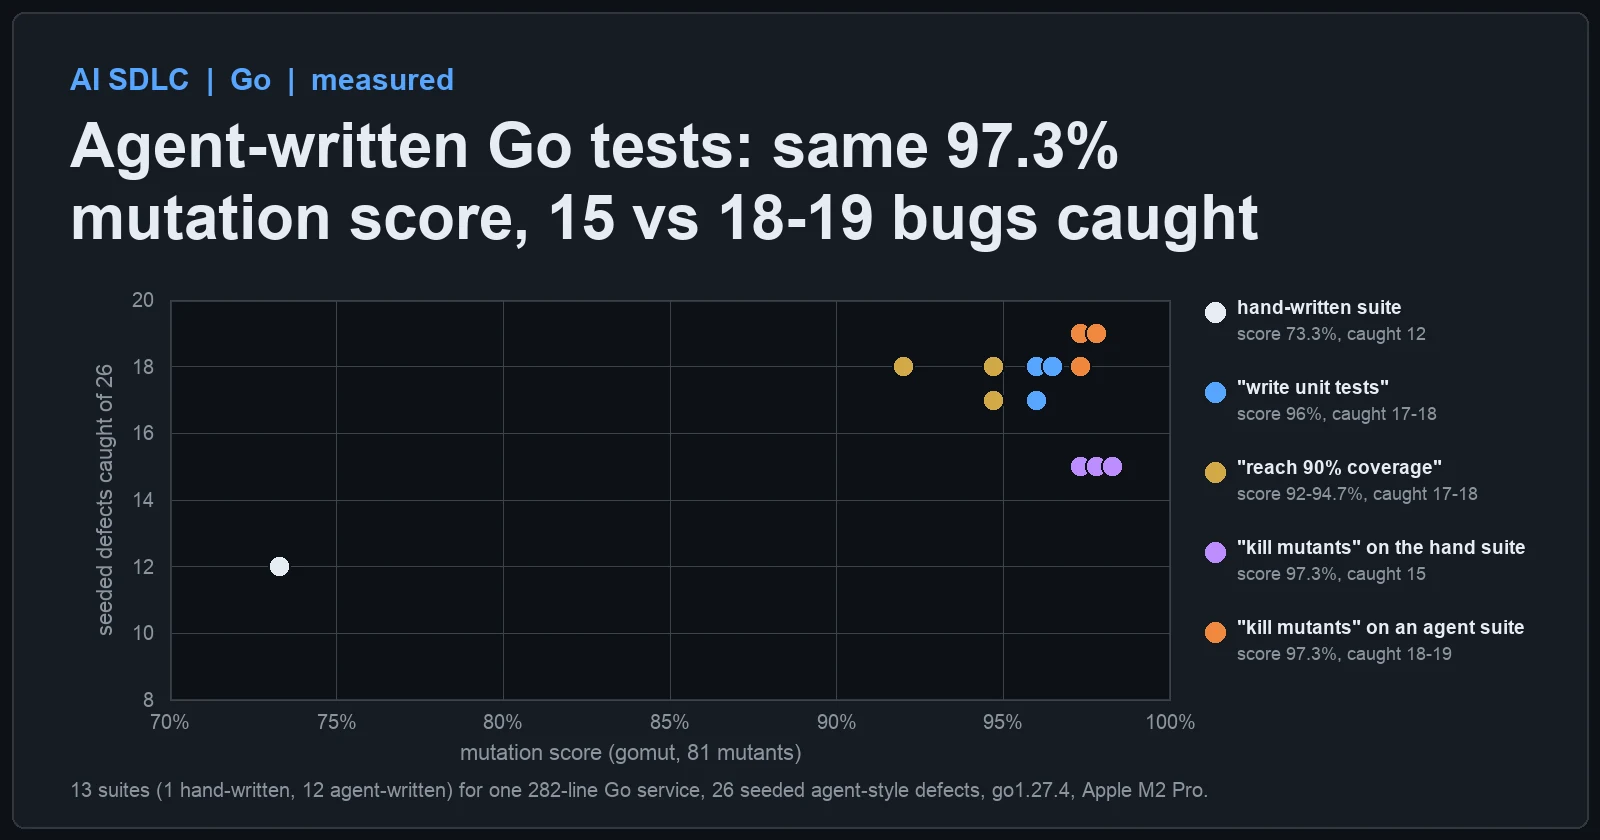 AI SDLC | Go | measured
Agent-written Go tests: same 97.3%
mutation score, 15 vs 18-19 bugs caught
20
18
16
14
12
10
8
seeded defects caught of 26
70%
75%
80%
85%
90%
95%
100%
mutation score (gomut, 81 mutants)
hand-written suite
score 73.3%, caught 12
"write unit tests"
score 96%, caught 17-18
"reach 90% coverage"
score 92-94.7%, caught 17-18
"kill mutants" on the hand suite
score 97.3%, caught 15
"kill mutants" on an agent suite
score 97.3%, caught 18-19
13 suites (1 hand-written, 12 agent-written) for one 282-line Go service, 26 seeded agent-style defects, go1.27.4, Apple M2 Pro.